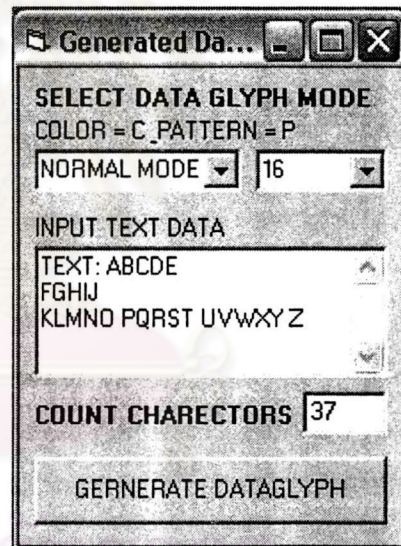 Generated Da...
SELECT DATA GLYPH MODE
COLOR = C_PATTERN = P
NORMAL MODE 16
INPUT TEXT DATA
TEXT: ABCDE
FGHIJ
KLMNO PQRST UVWXY Z
COUNT CHARECTORS 37
GERNERATE DATAGLYPH